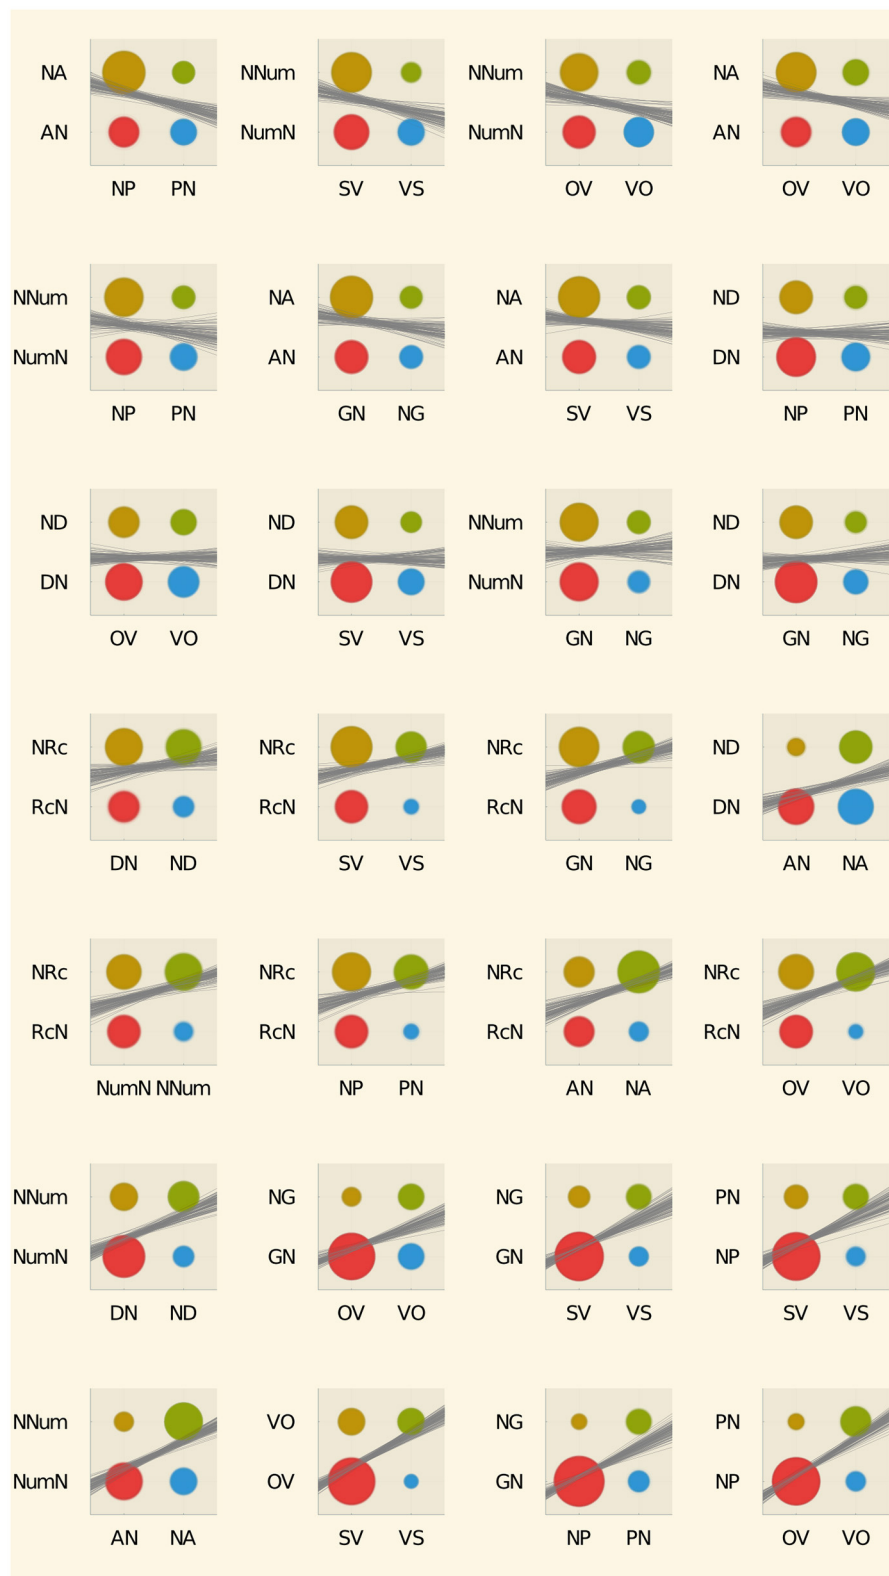 NA NNum NNum NA
AN NumN NumN AN
NP PN SV VS OV VO OV VO
NNum NA NA ND
NumN AN AN DN
NP PN GN NG SV VS NP PN
ND ND NNum ND
DN DN NumN DN
OV VO SV VS GN NG GN NG
NRc NRc NRc ND
RcN RcN RcN DN
DN ND SV VS GN NG AN NA
NRc NRc NRc NRc
RcN RcN RcN RcN
NumN NNum NP PN AN NA OV VO
NNum NG NG PN
NumN GN GN NP
DN ND OV VO SV VS SV VS
NNum VO NG PN
NumN OV GN NP
AN NA SV VS NP PN OV VO